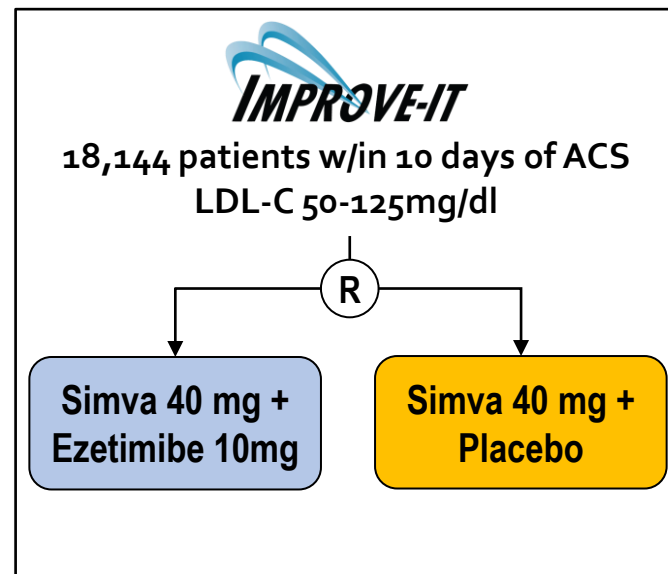 IMPROVE-IT
18,144 patients w/in 10 days of ACS
LDL-C 50-125mg/dl
R
Simva 40 mg +
Ezetimibe 10mg
Simva 40 mg +
Placebo